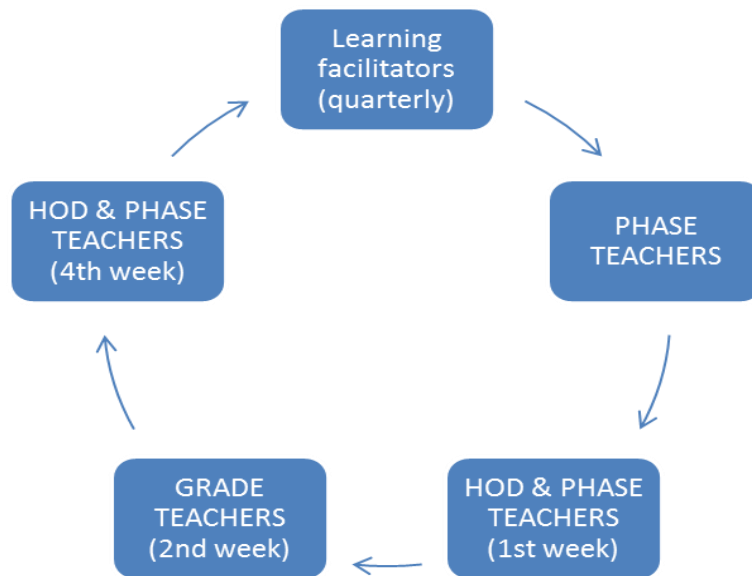 Learning
facilitators
(quarterly)
PHASE
TEACHERS
HOD & PHASE
TEACHERS
(1st week)
GRADE
TEACHERS
(2nd week)
HOD & PHASE
TEACHERS
(4th week)